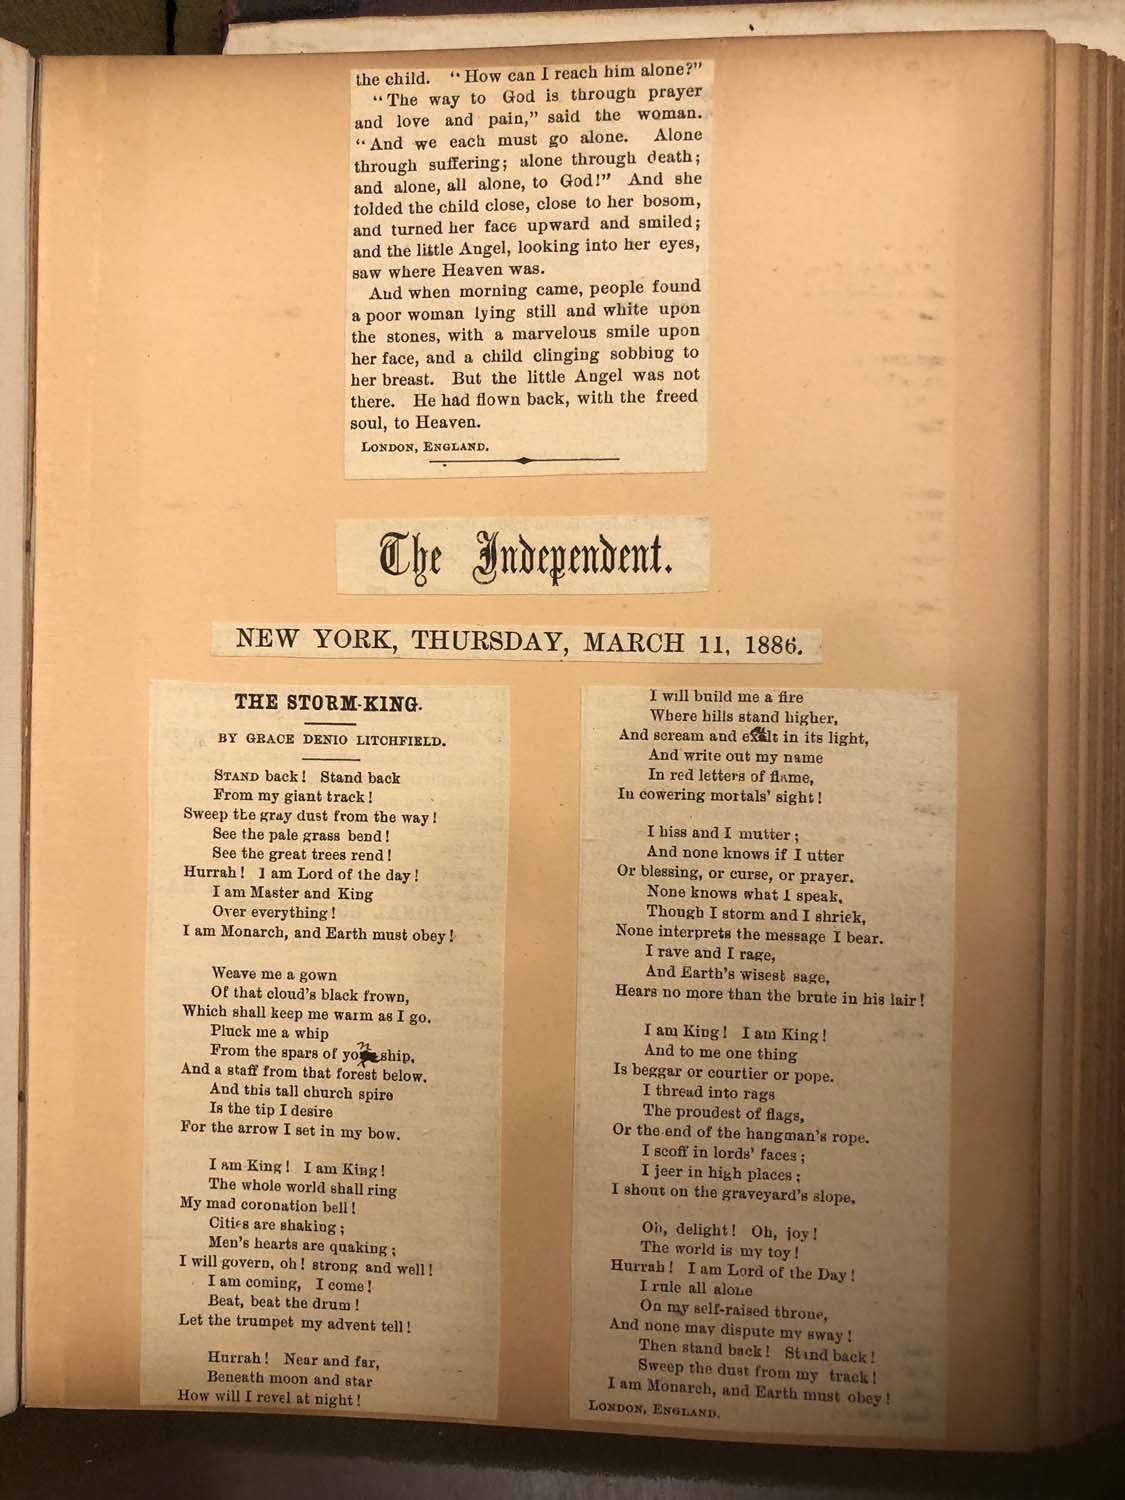 the child. "How can I reach him alone?"
"The way to God is through prayer
and love and pain," said the woman.
"And we each must go alone. Alone
through suffering; alone through death;
and alone, all alone, to God!" And she
tolded the child close, close to her bosom,
and turned her face upward and smiled;
and the little Angel, looking into her eyes,
saw where Heaven was.
And when morning came, people found
a poor woman lying still and white upon
the stones, with a marvelous smile upon
her face, and a child clinging sobbing to
her breast. But the little Angel was not
there. He had flown back, with the freed
soul, to Heaven.
LONDON, ENGLAND.
The Independent.
NEW YORK, THURSDAY, MARCH 11, 1886.
THE STORM-KING.
BY GRACE DENIO LITCHFIELD.
STAND back! Stand back
From my giant track!
Sweep the gray dust from the way!
See the pale grass bend!
See the great trees rend!
Hurrah! I am Lord of the day!
I am Master and King
Over everything!
I am Monarch, and Earth must obey!
Weave me a gown
Of that cloud's black frown,
Which shall keep me warm as I go.
Pluck me a whip
From the spars of yon ship,
And a staff from that forest below.
And this tall church spire
Is the tip I desire
For the arrow I set in my bow.
I am King! I am King!
The whole world shall ring
My mad coronation bell!
Cities are shaking;
Men's hearts are quaking;
I will govern, oh! strong and well!
I am coming, I come!
Beat, beat the drum!
Let the trumpet my advent tell!
Hurrah! Near and far,
Beneath moon and star
How will I revel at night!
I will build me a fire
Where hills stand higher,
And scream and exalt in its light,
And write out my name
In red letters of flame,
In cowering mortals' sight!
I hiss and I mutter;
And none knows if I utter
Or blessing, or curse, or prayer.
None knows what I speak,
Though I storm and I shriek,
None interprets the message I bear.
I rave and I rage,
And Earth's wisest sage,
Hears no more than the brute in his lair!
I am King! I am King!
And to me one thing
Is beggar or courtier or pope.
I thread into rags
The proudest of flags,
Or the end of the hangman's rope.
I scoff in lords' faces;
I jeer in high places;
I shout on the graveyard's slope.
Oh, delight! Oh, joy!
The world is my toy!
Hurrah! I am Lord of the Day!
I rule all alone
On my self-raised throne,
And none may dispute my sway!
Then stand back! Stand back!
Sweep the dust from my track!
I am Monarch, and Earth must obey!
LONDON, ENGLAND.